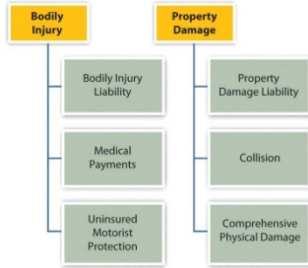 Bodily
Injury
Bodily Injury
Liability
Medical
Payments
Uninsured
Motorist
Protection
Property
Damage
Property
Damage Liability
Collision
Comprehensive
Physical Damage